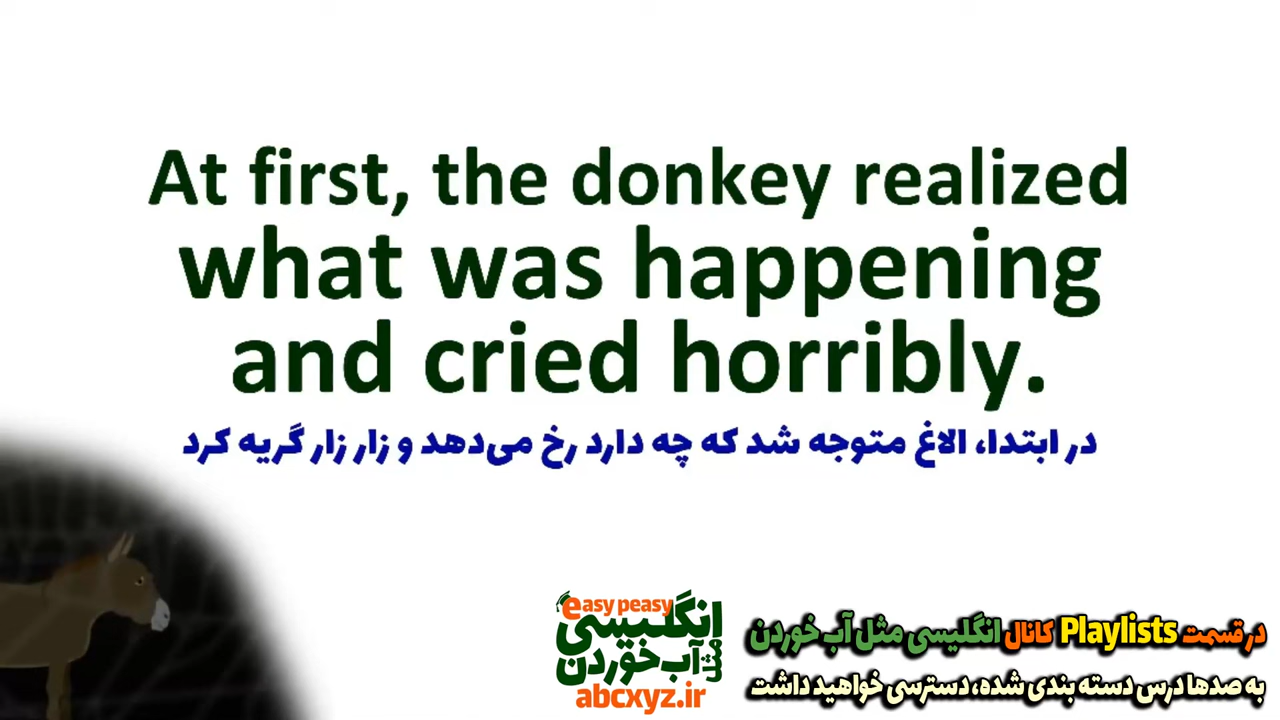 At first, the donkey realized
what was happening
and cried horribly.
در ابتدا، الاغ متوجه شد که چه دارد رخ می‌دهد و زار زار گریه کرد
easy peasy
انگلیسی
مثل آب خوردن
abcxyz.ir
در قسمت Playlists کانال انگلیسی مثل آب خوردن
به صدها درس دسته بندی شده، دسترسی خواهید داشت